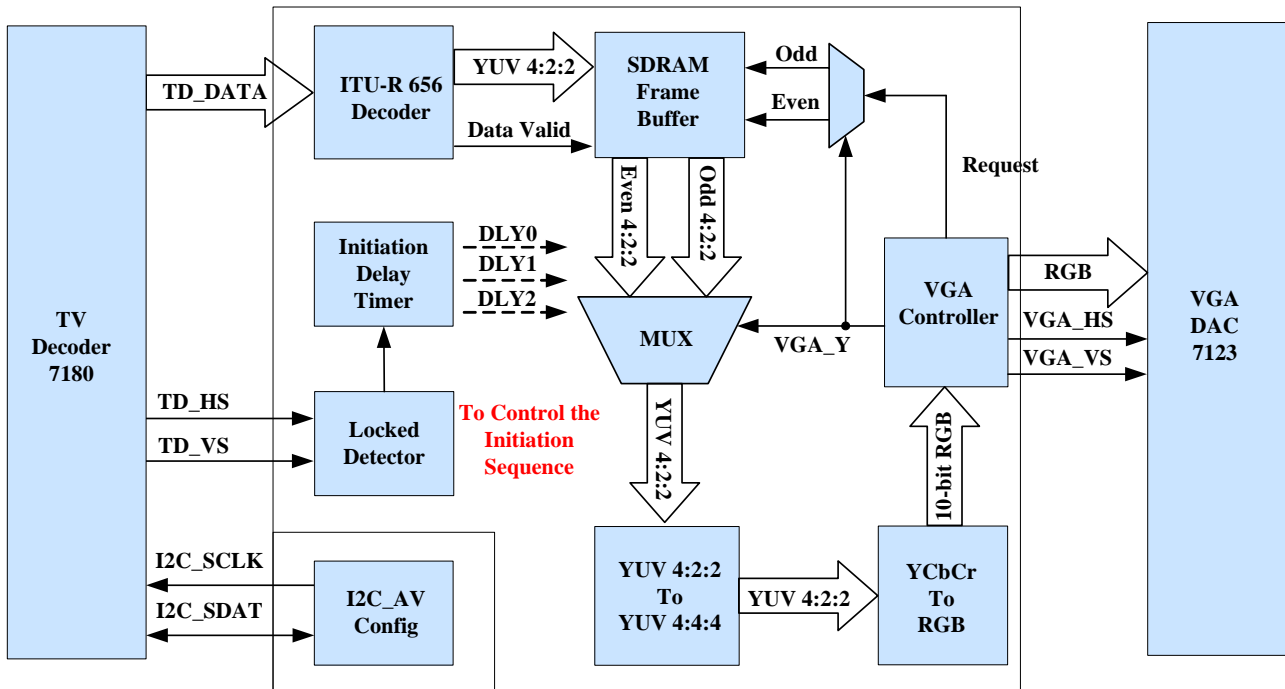 TV
Decoder
7180
TD_DATA
ITU-R 656
Decoder
YUV 4:2:2
Data Valid
SDRAM
Frame
Buffer
Odd
Even
Request
Even 4:2:2
Odd 4:2:2
Initiation
Delay
Timer
DLY0
DLY1
DLY2
MUX
VGA_Y
VGA
Controller
RGB
VGA_HS
VGA_VS
VGA
DAC
7123
TD_HS
TD_VS
Locked
Detector
To Control the
Initiation
Sequence
YUV 4:2:2
10-bit RGB
I2C_SCLK
I2C_SDAT
I2C_AV
Config
YUV 4:2:2
To
YUV 4:4:4
YUV 4:2:2
YCbCr
To
RGB